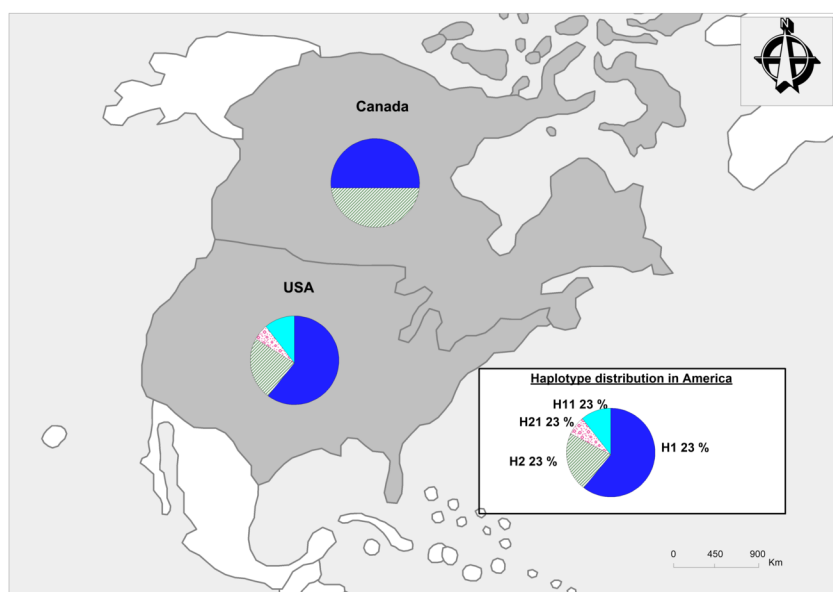 N
Canada
USA
Haplotype distribution in America
H11 23 %
H21 23 %
H2 23 %
H1 23 %
0 450 900
Km